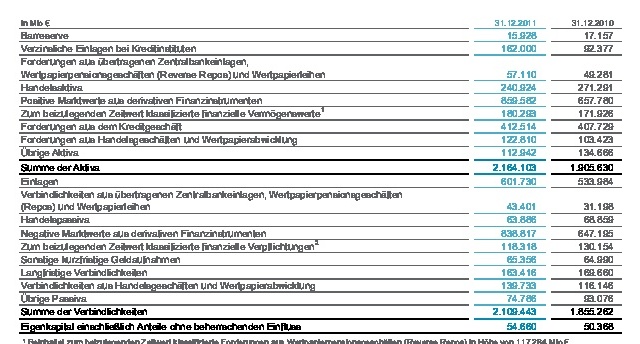 In Mio € 31.12.2011 31.12.2010
Barreserve 15.928 17.157
Verzinsliche Einlagen bei Kreditinstituten 162.000 92.377
Forderungen aus übertragenen Zentralbankeinlagen,
Wertpapierpensionsgeschäften (Reverse Repos) und Wertpapierleihen 57.110 49.281
Handelsaktiva 240.924 271.291
Positive Marktwerte aus derivativen Finanzinstrumenten 859.582 657.780
Zum beizulegenden Zeitwert klassifizierte finanzielle Vermögenswerte¹ 180.293 171.926
Forderungen aus dem Kreditgeschäft 412.514 407.729
Forderungen aus Handelsgeschäften und Wertpapierabwicklung 122.810 103.423
Übrige Aktiva 112.942 134.666
Summe der Aktiva 2.164.103 1.905.630
Einlagen 601.730 533.984
Verbindlichkeiten aus übertragenen Zentralbankeinlagen, Wertpapierpensionsgeschäften
(Repos) und Wertpapierleihen 43.401 31.198
Handelspassiva 63.886 68.859
Negative Marktwerte aus derivativen Finanzinstrumenten 838.817 647.195
Zum beizulegenden Zeitwert klassifizierte finanzielle Verpflichtungen² 118.318 130.154
Sonstige kurzfristige Geldaufnahmen 65.356 64.990
Langfristige Verbindlichkeiten 163.416 169.660
Verbindlichkeiten aus Handelsgeschäften und Wertpapierabwicklung 139.733 116.146
Übrige Passiva 74.786 93.076
Summe der Verbindlichkeiten 2.109.443 1.855.262
Eigenkapital einschließlich Anteile ohne beherrschenden Einfluss 54.660 50.368
¹ Beinhaltet zum beizulegenden Zeitwert klassifizierte Forderungen aus Wertpapierpensionsgeschäften (Reverse Repos) in Höhe von 117.284 Mio €